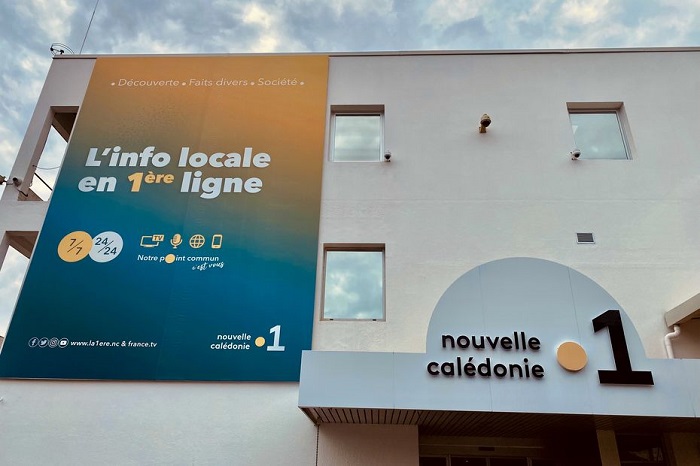 • Découverte • Faits divers • Société •
L'info locale
en 1ère ligne
7/7 24/24
TV
Notre point commun
c'est vous
www.la1ere.nc & france.tv
nouvelle
calédonie 1
nouvelle
calédonie 1